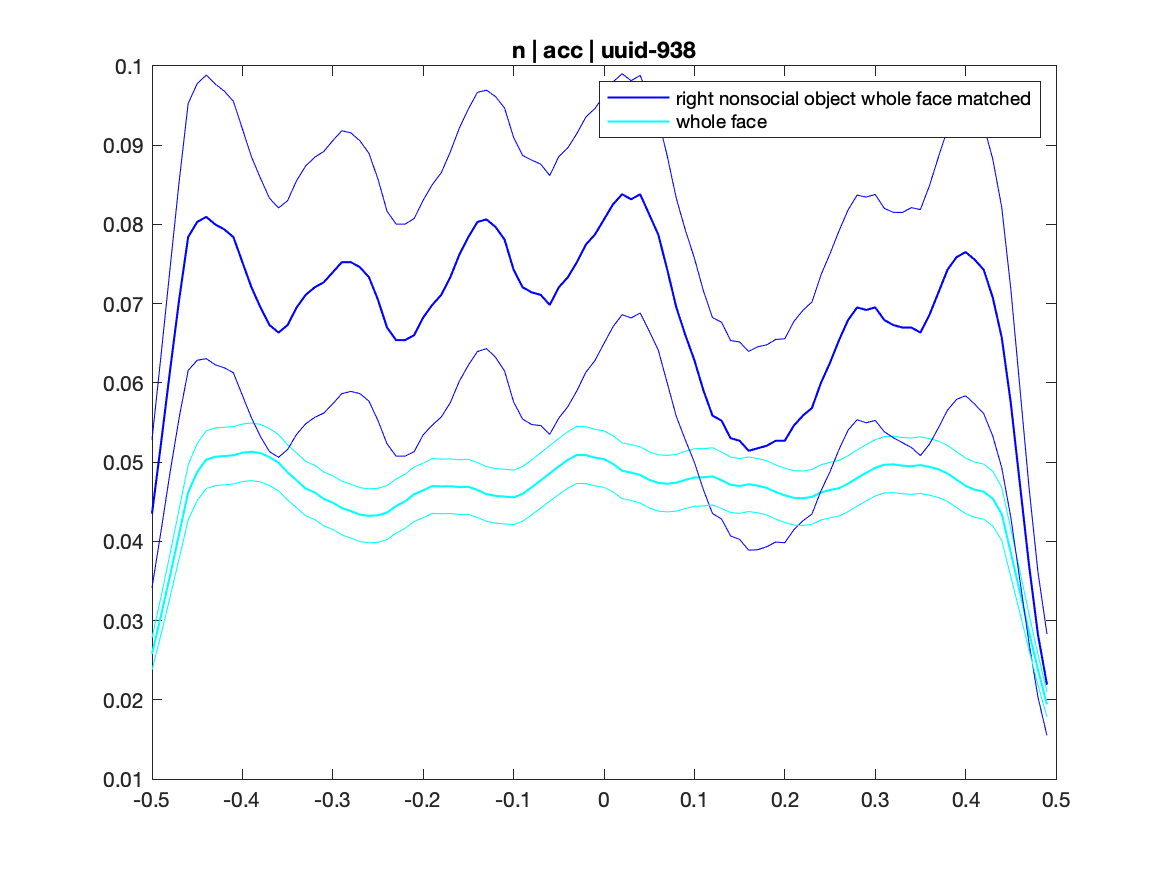 n | acc | uuid-938
right nonsocial object whole face matched
whole face
0.1
0.09
0.08
0.07
0.06
0.05
0.04
0.03
0.02
0.01
-0.5 -0.4 -0.3 -0.2 -0.1 0 0.1 0.2 0.3 0.4 0.5